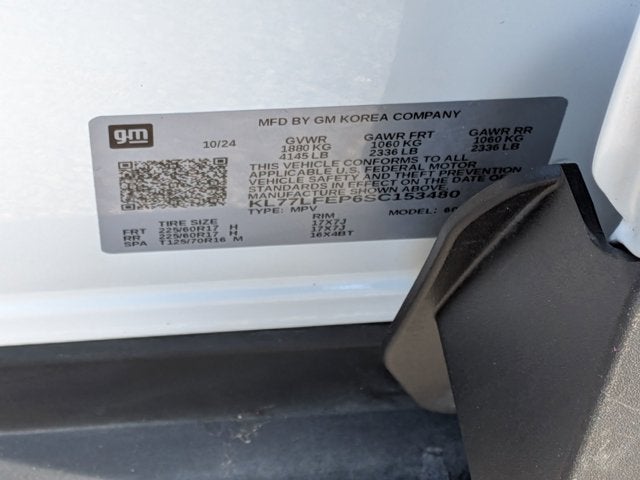 MFD BY GM KOREA COMPANY
gm
10/24 GVWR GAWR FRT GAWR RR
1880 KG 1060 KG 1060 KG
4145 LB 2336 LB 2336 LB
THIS VEHICLE CONFORMS TO ALL
APPLICABLE U.S. FEDERAL MOTOR
VEHICLE SAFETY AND THEFT PREVENTION
STANDARDS IN EFFECT ON THE DATE OF
MANUFACTURE SHOWN ABOVE.
KL77LFEP6SC153480
TYPE: MPV MODEL:
TIRE SIZE RIM
FRT 225/60R17 H 17X7J
RR 225/60R17 H 17X7J
SPA T125/70R16 M 16X4BT